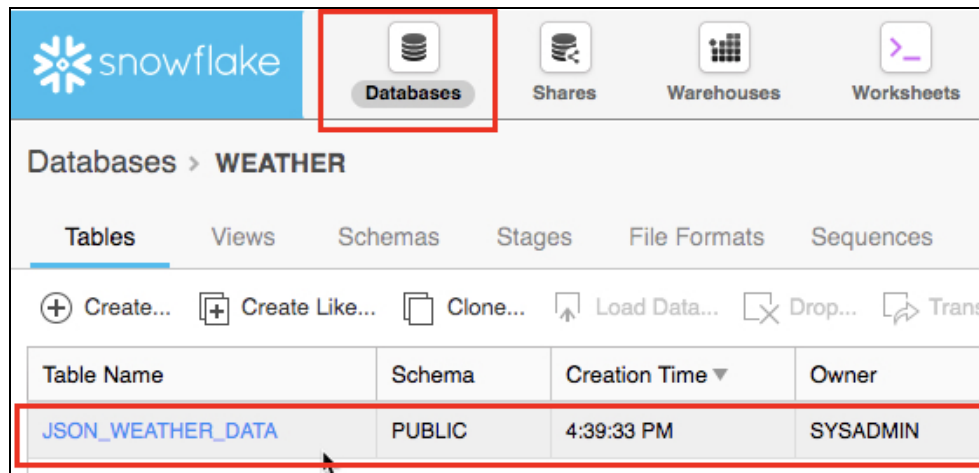 snowflake
Databases Shares Warehouses Worksheets
Databases > WEATHER
Tables Views Schemas Stages File Formats Sequences
Create... Create Like... Clone... Load Data... Drop... Trans
Table Name Schema Creation Time Owner
JSON_WEATHER_DATA PUBLIC 4:39:33 PM SYSADMIN